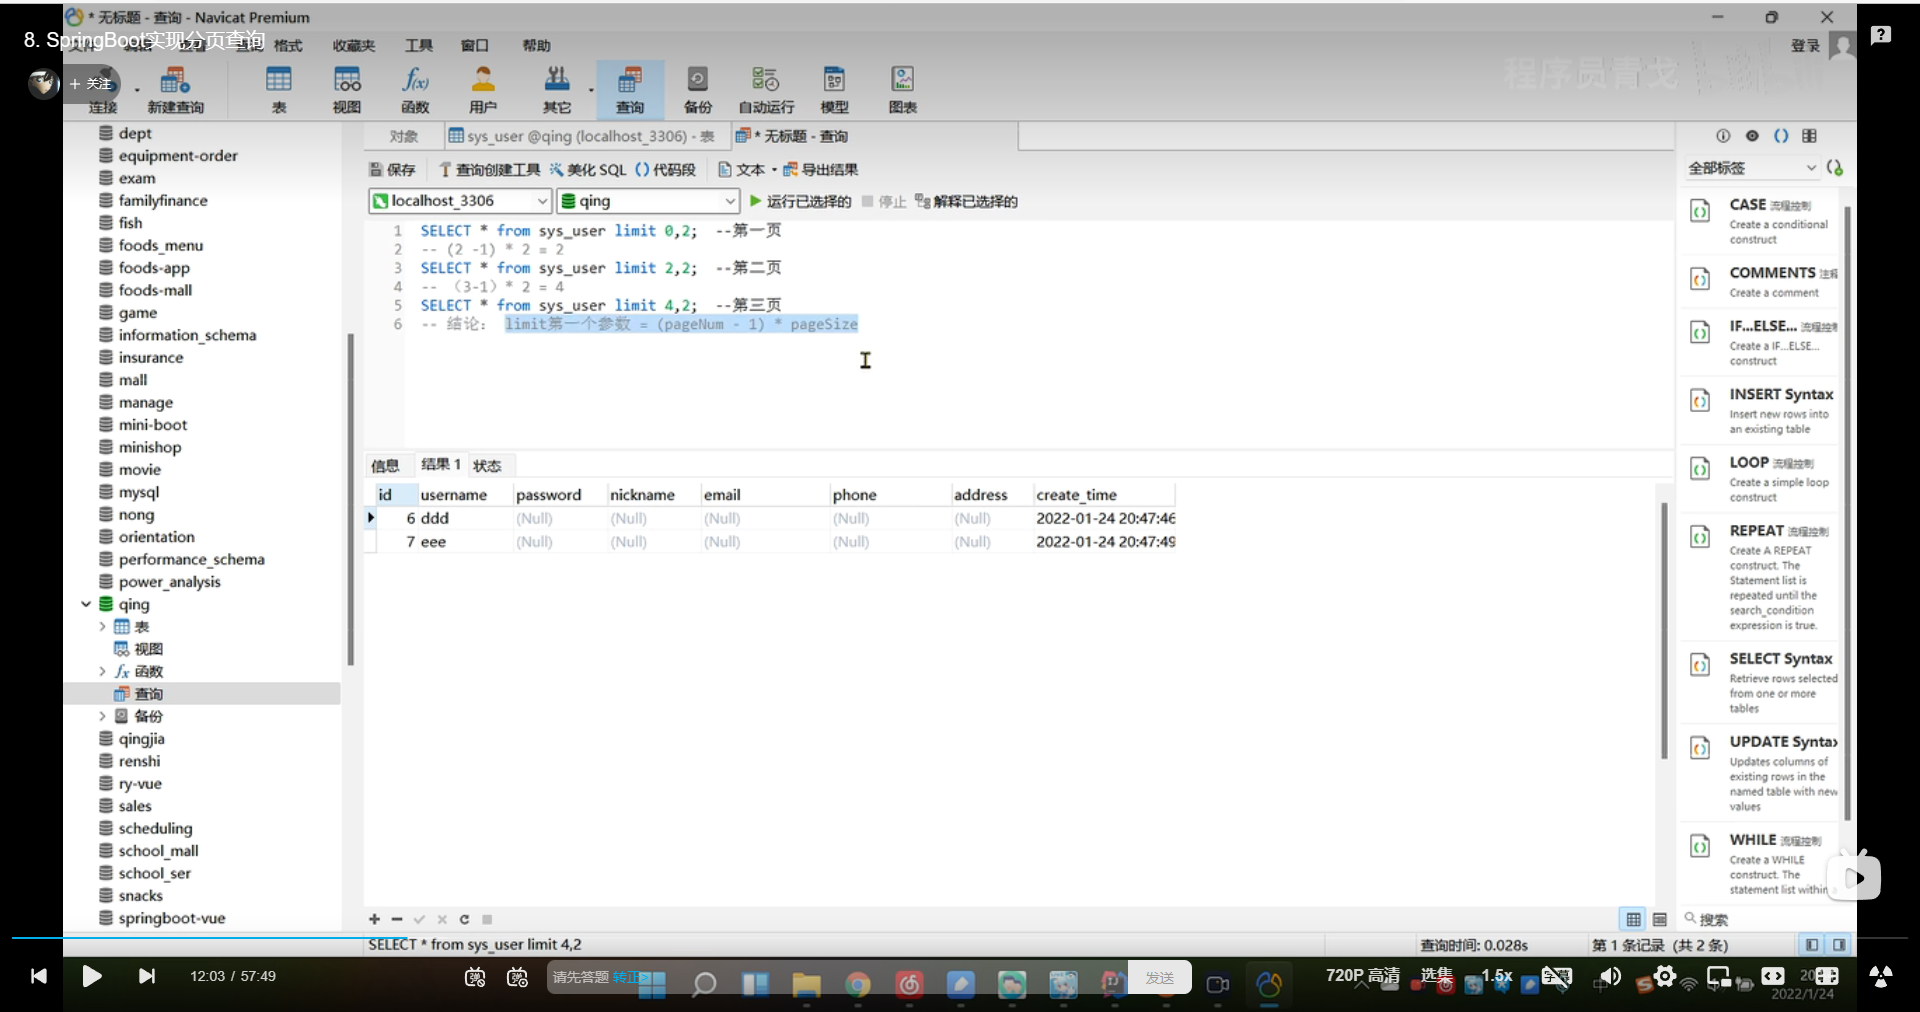 * 无标题 - 查询 - Navicat Premium
8. SpringBoot实现分页查询
格式 收藏夹 工具 窗口 帮助
登录
+ 关注
程序员青戈
连接 新建查询 表 视图 函数 用户 其它 查询 备份 自动运行 模型 图表
对象 sys_user @qing (localhost_3306) - 表 * 无标题 - 查询
保存 查询创建工具 美化 SQL () 代码段 文本 导出结果
localhost_3306 qing 运行已选择的 停止 解释已选择的
1 SELECT * from sys_user limit 0,2; --第一页
2 -- (2 -1) * 2 = 2
3 SELECT * from sys_user limit 2,2; --第二页
4 -- （3-1）* 2 = 4
5 SELECT * from sys_user limit 4,2; --第三页
6 -- 结论： limit第一个参数 = (pageNum - 1) * pageSize
dept
equipment-order
exam
familyfinance
fish
foods_menu
foods-app
foods-mall
game
information_schema
insurance
mall
manage
mini-boot
minishop
movie
mysql
nong
orientation
performance_schema
power_analysis
qing
表
视图
函数
查询
备份
qingjia
renshi
ry-vue
sales
scheduling
school_mall
school_ser
snacks
springboot-vue
信息 结果 1 状态
id username password nickname email phone address create_time
6 ddd (Null) (Null) (Null) (Null) (Null) 2022-01-24 20:47:46
7 eee (Null) (Null) (Null) (Null) (Null) 2022-01-24 20:47:49
全部标签
CASE 流程控制
Create a conditional
construct
COMMENTS 注释
Create a comment
IF...ELSE... 流程控制
Create a IF...ELSE...
construct
INSERT Syntax
Insert new rows into
an existing table
LOOP 流程控制
Create a simple loop
construct
REPEAT 流程控制
Create A REPEAT
construct. The
Statement list is
repeated until the
search_condition
expression is true.
SELECT Syntax
Retrieve rows selected
from one or more
tables
UPDATE Syntax
Updates columns of
existing rows in the
named table with new
values
WHILE 流程控制
Create a WHILE
construct. The
statement list within
搜索
SELECT * from sys_user limit 4,2
查询时间: 0.028s
第 1 条记录 (共 2 条)
12:03 / 57:49
请先答题 转正>
发送
720P 高清 选集 1.5x
2022/1/24